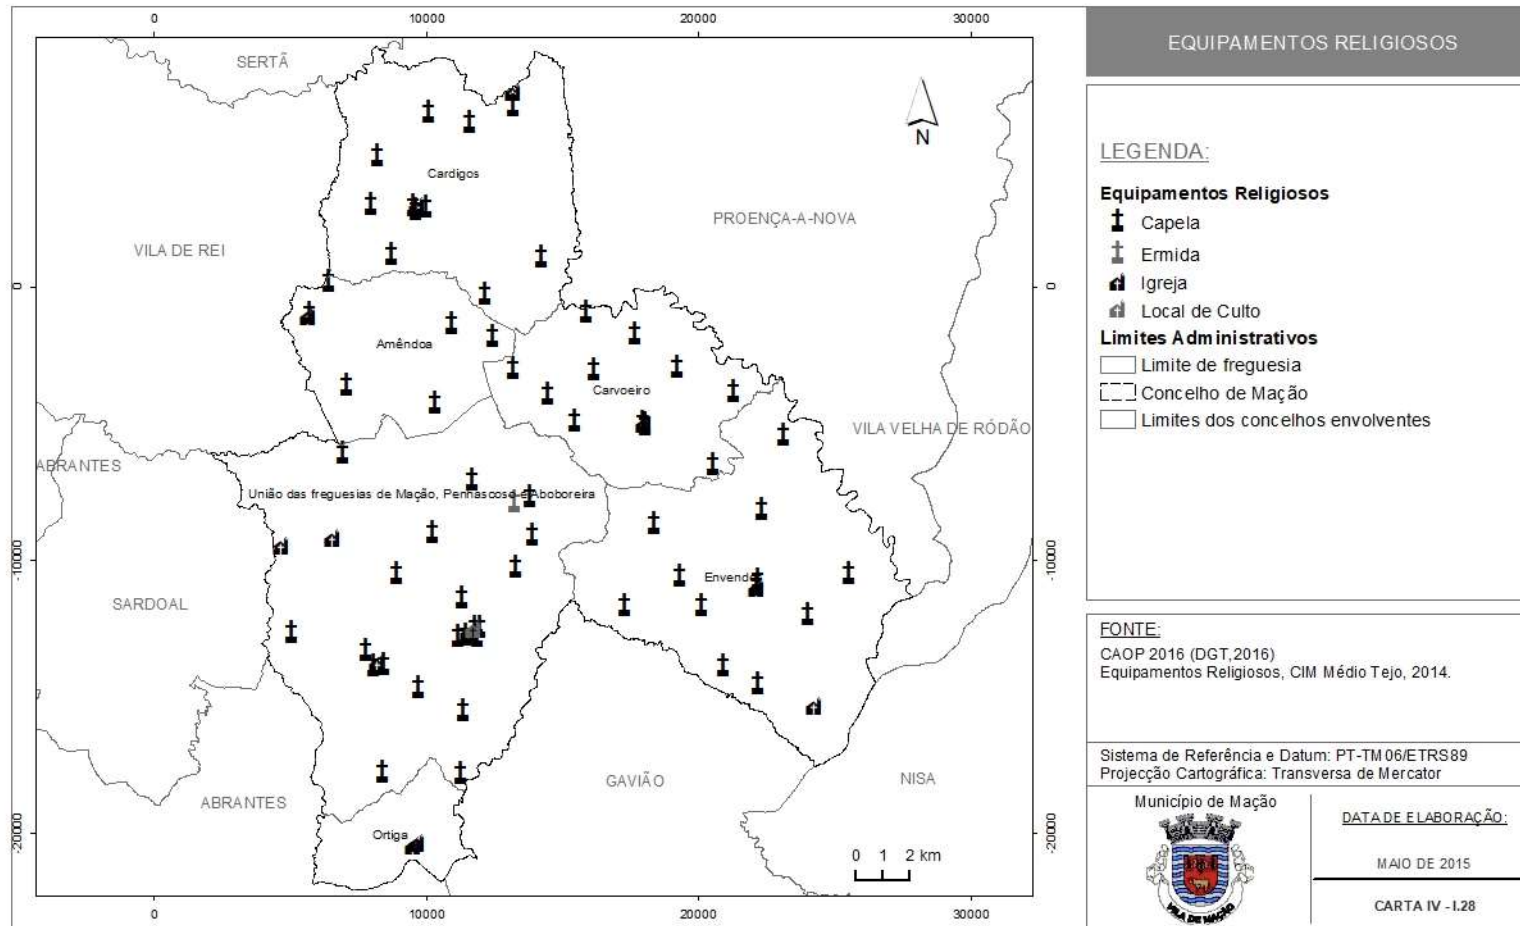 0 10000 20000 30000
EQUIPAMENTOS RELIGIOSOS
SERTÃ
N
Cardigos
PROENÇA-A-NOVA
VILA DE REI
0 0
Amêndoa
Carvoeiro
VILA VELHA DE RÓDÃO
ABRANTES
União das freguesias de Mação, Penhascoso e Aboboreira
-10000 -10000
Envendos
SARDOAL
GAVIÃO
NISA
ABRANTES
Ortiga
-20000 -20000
0 1 2 km
0 10000 20000 30000
LEGENDA:
Equipamentos Religiosos
Capela
Ermida
Igreja
Local de Culto
Limites Administrativos
Limite de freguesia
Concelho de Mação
Limites dos concelhos envolventes
FONTE:
CAOP 2016 (DGT,2016)
Equipamentos Religiosos, CIM Médio Tejo, 2014.
Sistema de Referência e Datum: PT-TM06/ETRS89
Projecção Cartográfica: Transversa de Mercator
Município de Mação
VILA DE MAÇÃO
DATA DE ELABORAÇÃO:
MAIO DE 2015
CARTA IV - I.28